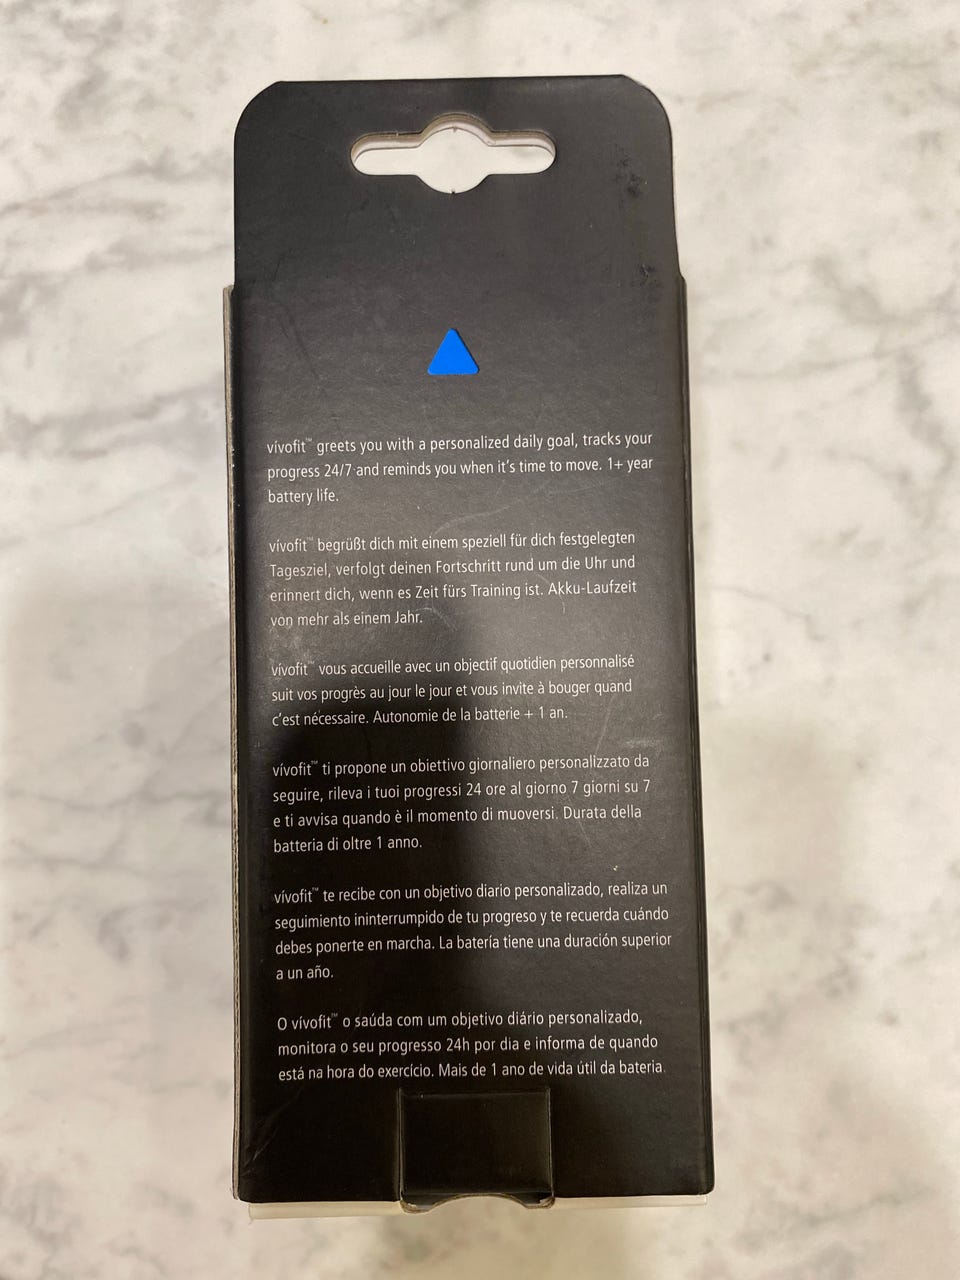 vívofit™ greets you with a personalized daily goal, tracks your
progress 24/7 and reminds you when it's time to move. 1+ year
battery life.
vívofit™ begrüßt dich mit einem speziell für dich festgelegten
Tagesziel, verfolgt deinen Fortschritt rund um die Uhr und
erinnert dich, wenn es Zeit fürs Training ist. Akku-Laufzeit
von mehr als einem Jahr.
vívofit™ vous accueille avec un objectif quotidien personnalisé
suit vos progrès au jour le jour et vous invite à bouger quand
c'est nécessaire. Autonomie de la batterie + 1 an.
vívofit™ ti propone un obiettivo giornaliero personalizzato da
seguire, rileva i tuoi progressi 24 ore al giorno 7 giorni su 7
e ti avvisa quando è il momento di muoversi. Durata della
batteria di oltre 1 anno.
vívofit™ te recibe con un objetivo diario personalizado, realiza un
seguimiento ininterrumpido de tu progreso y te recuerda cuándo
debes ponerte en marcha. La batería tiene una duración superior
a un año.
O vívofit™ o saúda com um objetivo diário personalizado,
monitora o seu progresso 24h por dia e informa de quando
está na hora do exercício. Mais de 1 ano de vida útil da bateria.